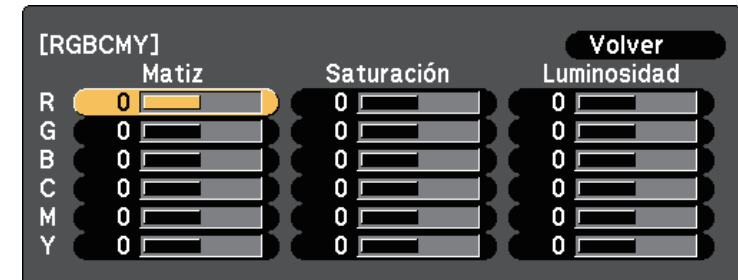 [RGBCMY] Volver
Matiz Saturación Luminosidad
R 0 0 0
G 0 0 0
B 0 0 0
C 0 0 0
M 0 0 0
Y 0 0 0